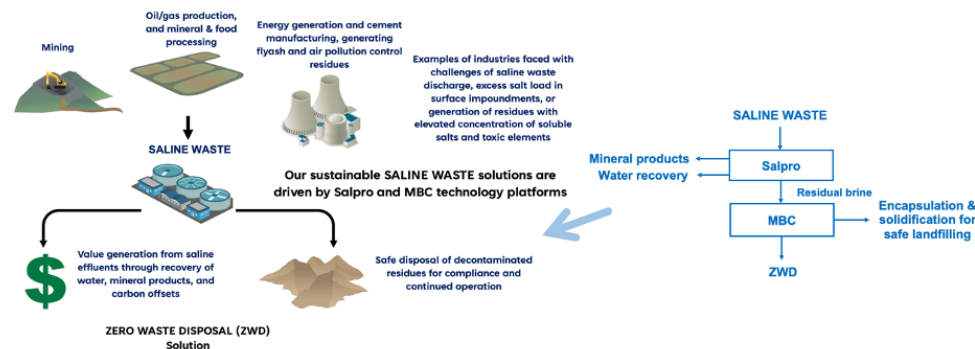 Mining
Oil/gas production,
and mineral & food
processing
Energy generation and cement
manufacturing, generating
flyash and air pollution control
residues
Examples of industries faced with
challenges of saline waste
discharge, excess salt load in
surface impoundments, or
generation of residues with
elevated concentration of soluble
salts and toxic elements
SALINE WASTE
Our sustainable SALINE WASTE solutions are
driven by Salpro and MBC technology platforms
$
Value generation from saline
effluents through recovery of
water, mineral products, and
carbon offsets
Safe disposal of decontaminated
residues for compliance and
continued operation
ZERO WASTE DISPOSAL (ZWD)
Solution
SALINE WASTE
Mineral products
Water recovery
Salpro
Residual brine
MBC
Encapsulation &
solidification for
safe landfilling
ZWD